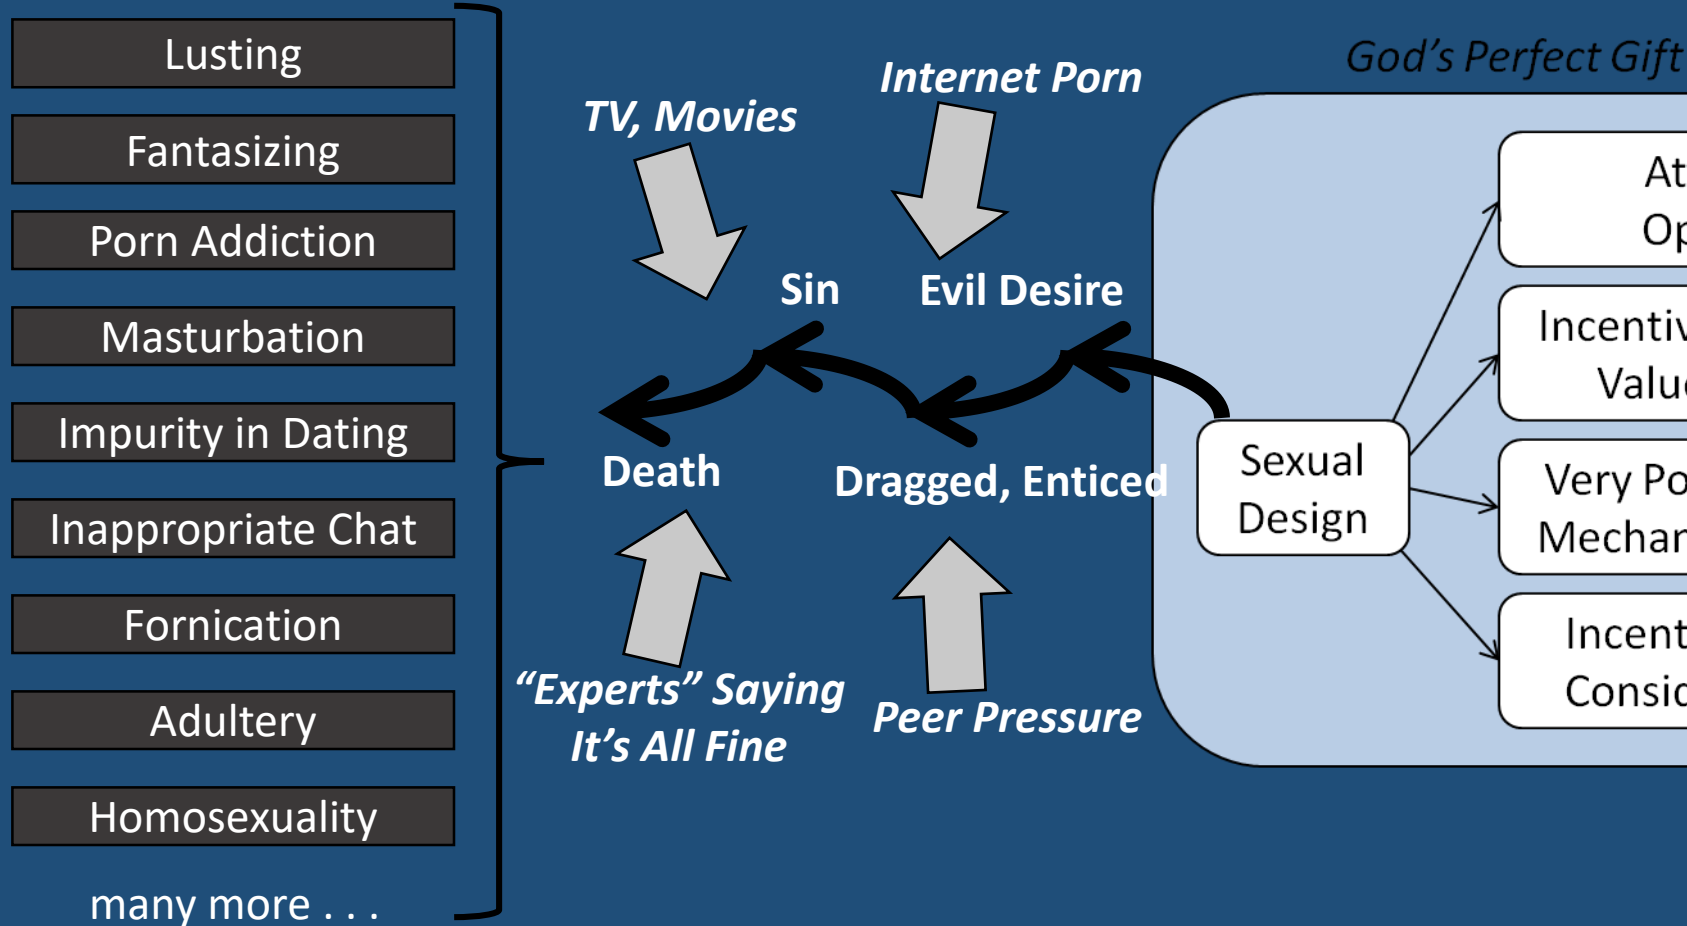 Lusting
Fantasizing
Porn Addiction
Masturbation
Impurity in Dating
Inappropriate Chat
Fornication
Adultery
Homosexuality
many more . . .
TV, Movies
Internet Porn
Sin
Evil Desire
Death
Dragged, Enticed
“Experts” Saying
It’s All Fine
Peer Pressure
God’s Perfect Gift
Sexual
Design
Very